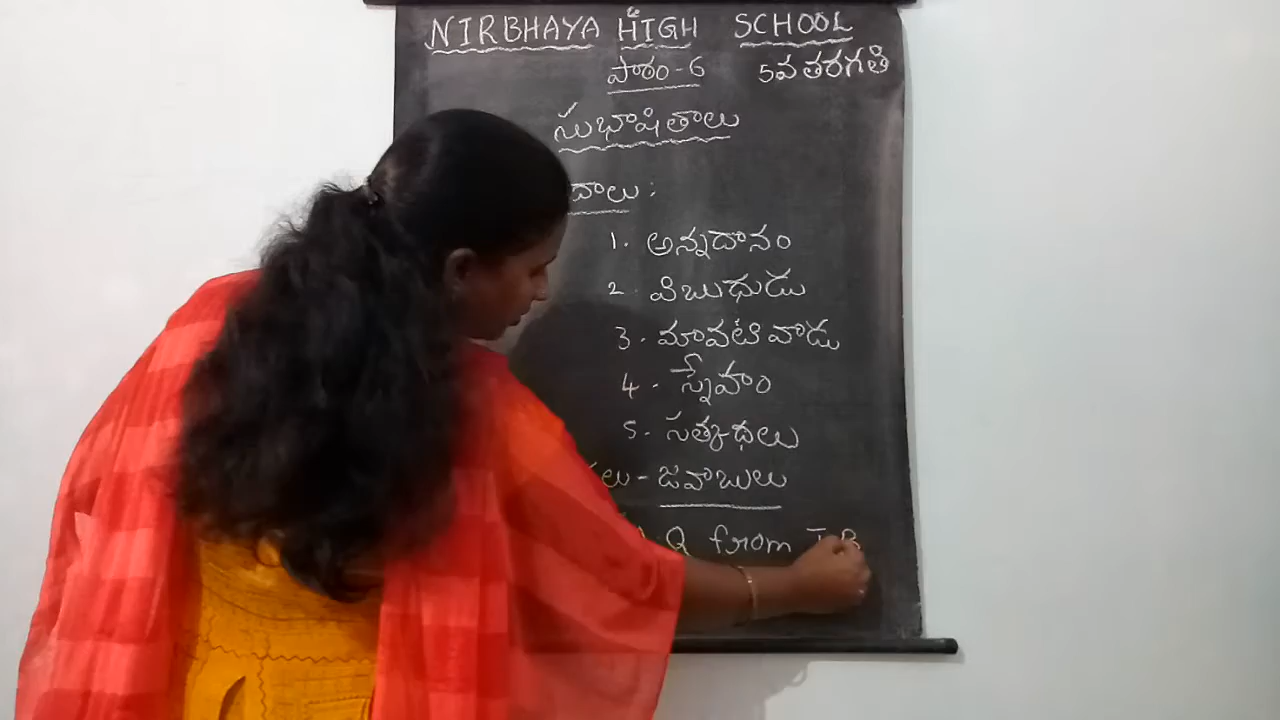 NIRBHAYA HIGH SCHOOL
పాఠం-6 5వ తరగతి
సుభాషితాలు
1. అన్నదానం
2. విబుధుడు
3. మావటివాడు
4. స్నేహం
5. సత్కథలు
జవాబులు
Q from